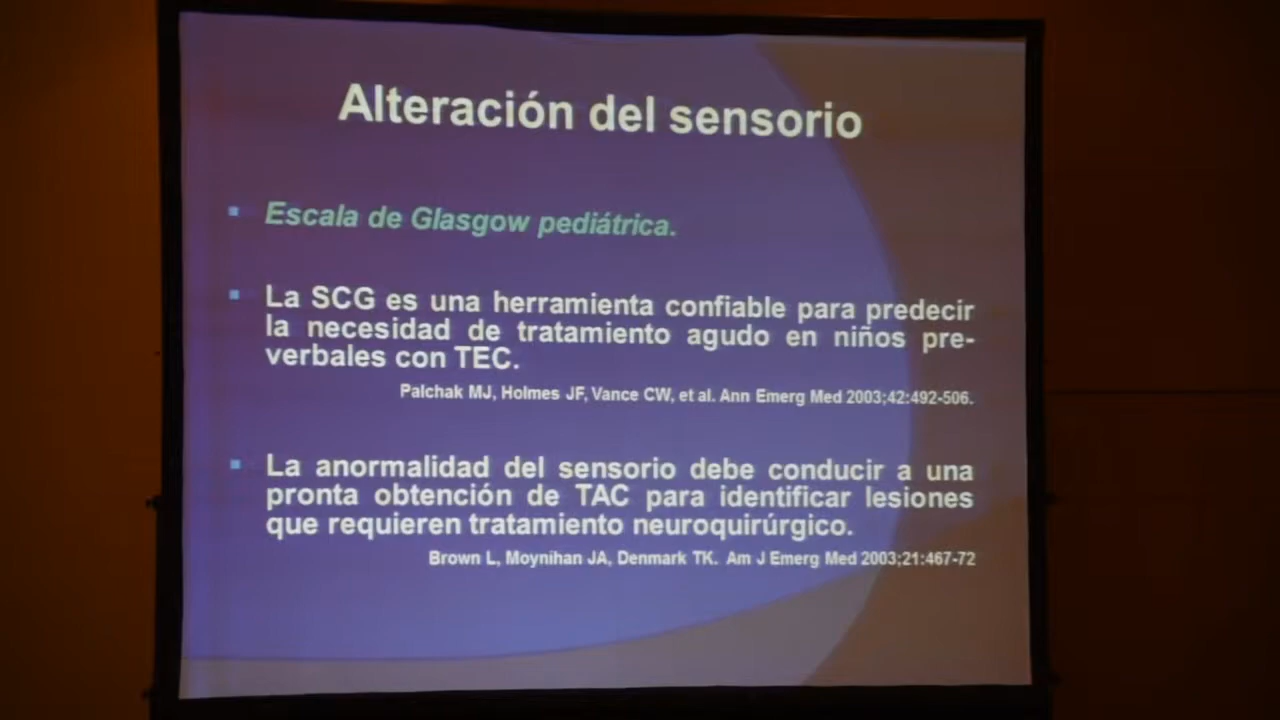 Alteración del sensorio
Escala de Glasgow pediátrica.
La SCG es una herramienta confiable para predecir
la necesidad de tratamiento agudo en niños pre-
verbales con TEC.
Palchak MJ, Holmes JF, Vance CW, et al. Ann Emerg Med 2003;42:492-506.
La anormalidad del sensorio debe conducir a una
pronta obtención de TAC para identificar lesiones
que requieren tratamiento neuroquirúrgico.
Brown L, Moynihan JA, Denmark TK. Am J Emerg Med 2003;21:467-72